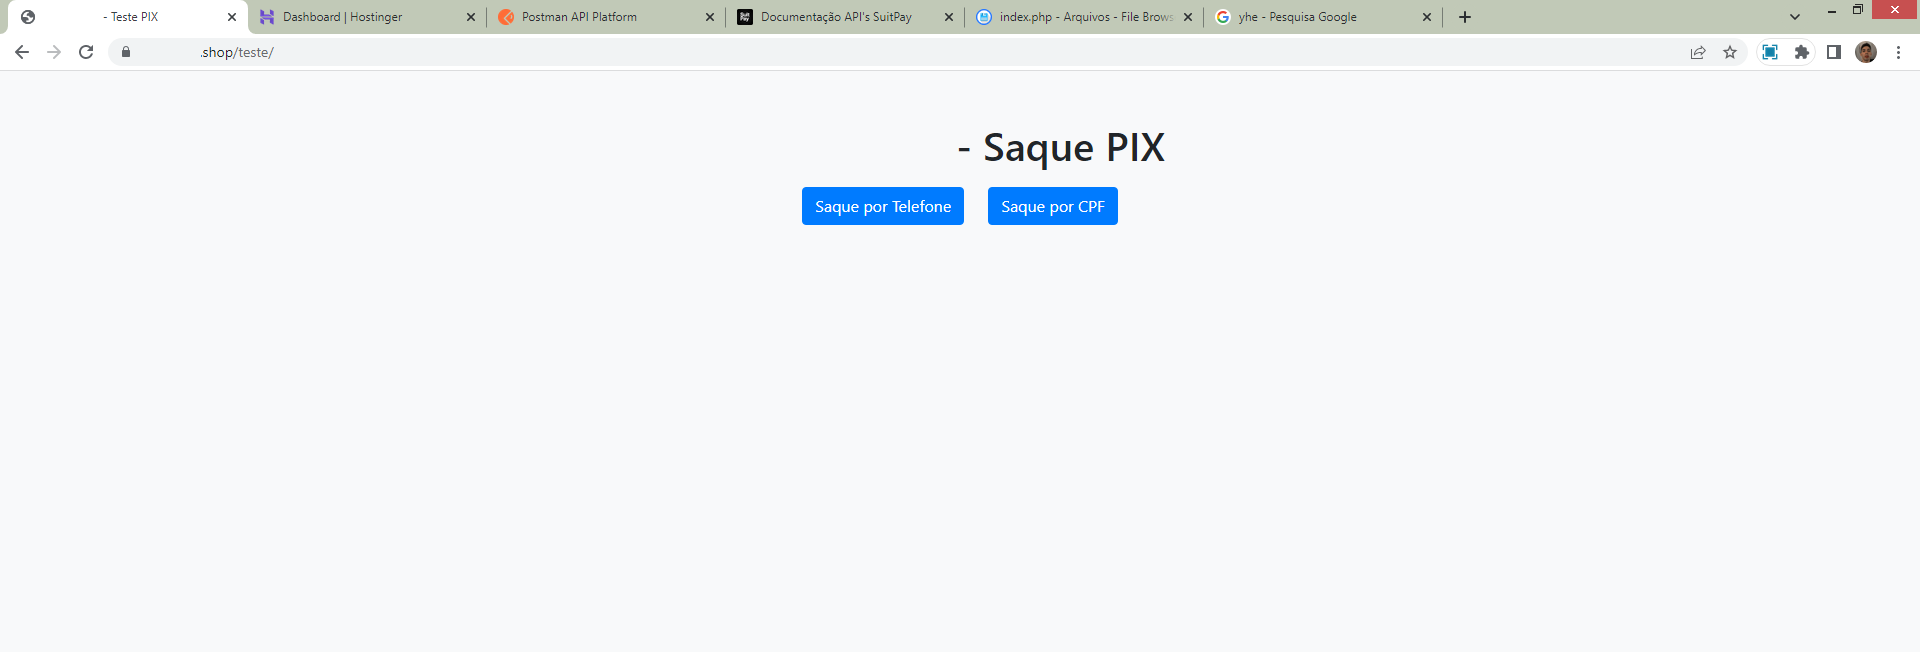 - Teste PIX
Dashboard | Hostinger
Postman API Platform
SuitPay
Documentação API's SuitPay
index.php - Arquivos - File Brows
yhe - Pesquisa Google
.shop/teste/
- Saque PIX
Saque por Telefone
Saque por CPF